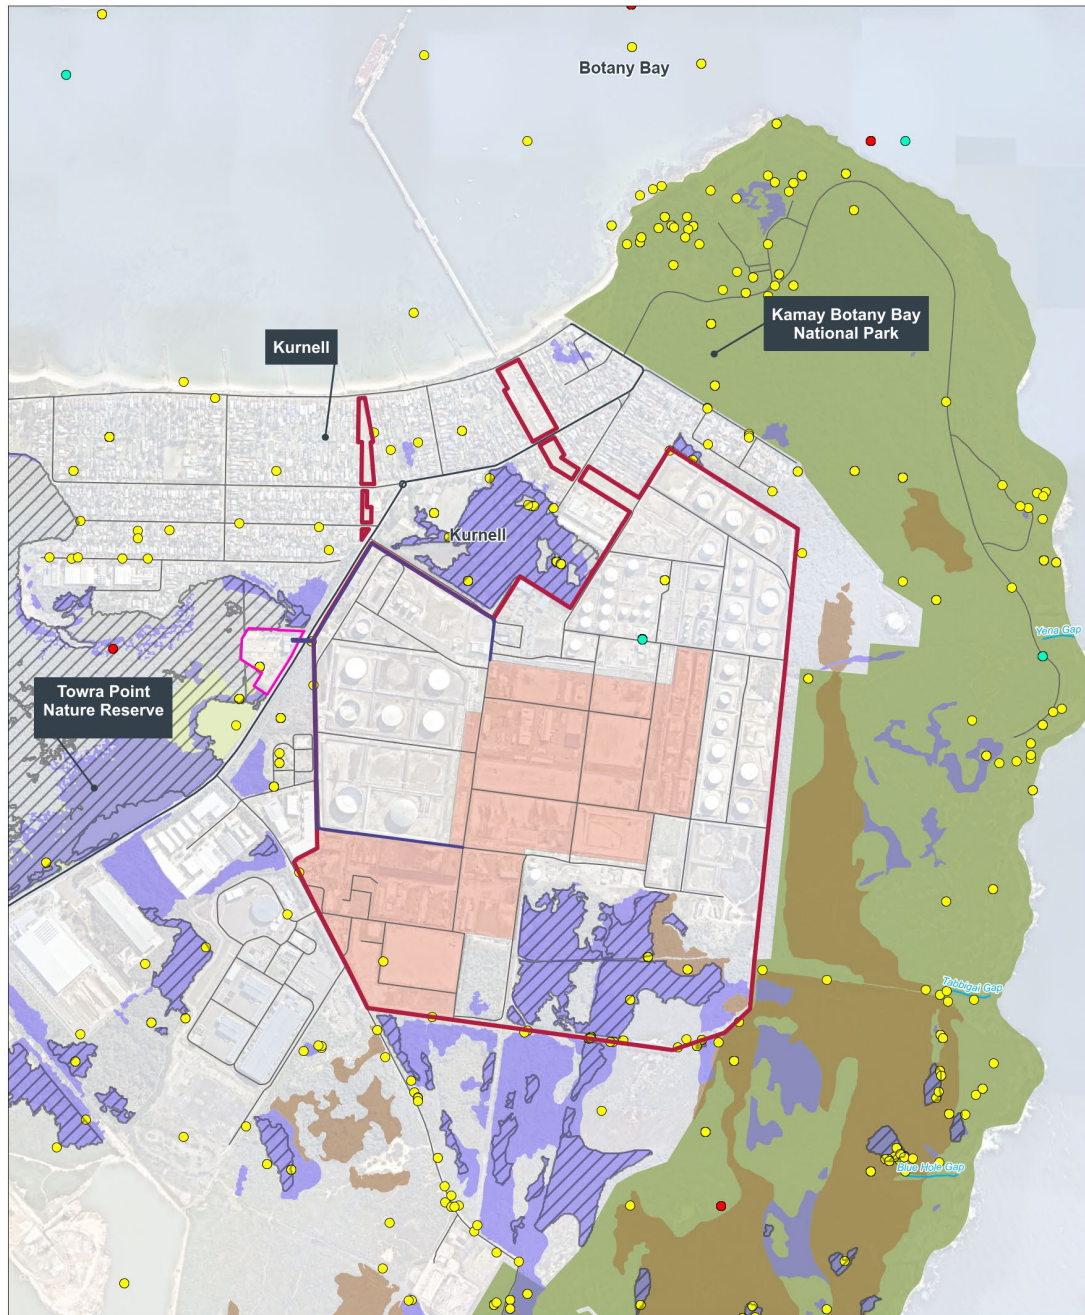 Botany Bay
Kamay Botany Bay
National Park
Kurnell
Kurnell
Yena Gap
Towra Point
Nature Reserve
Tabbigai Gap
Blue Hole Gap